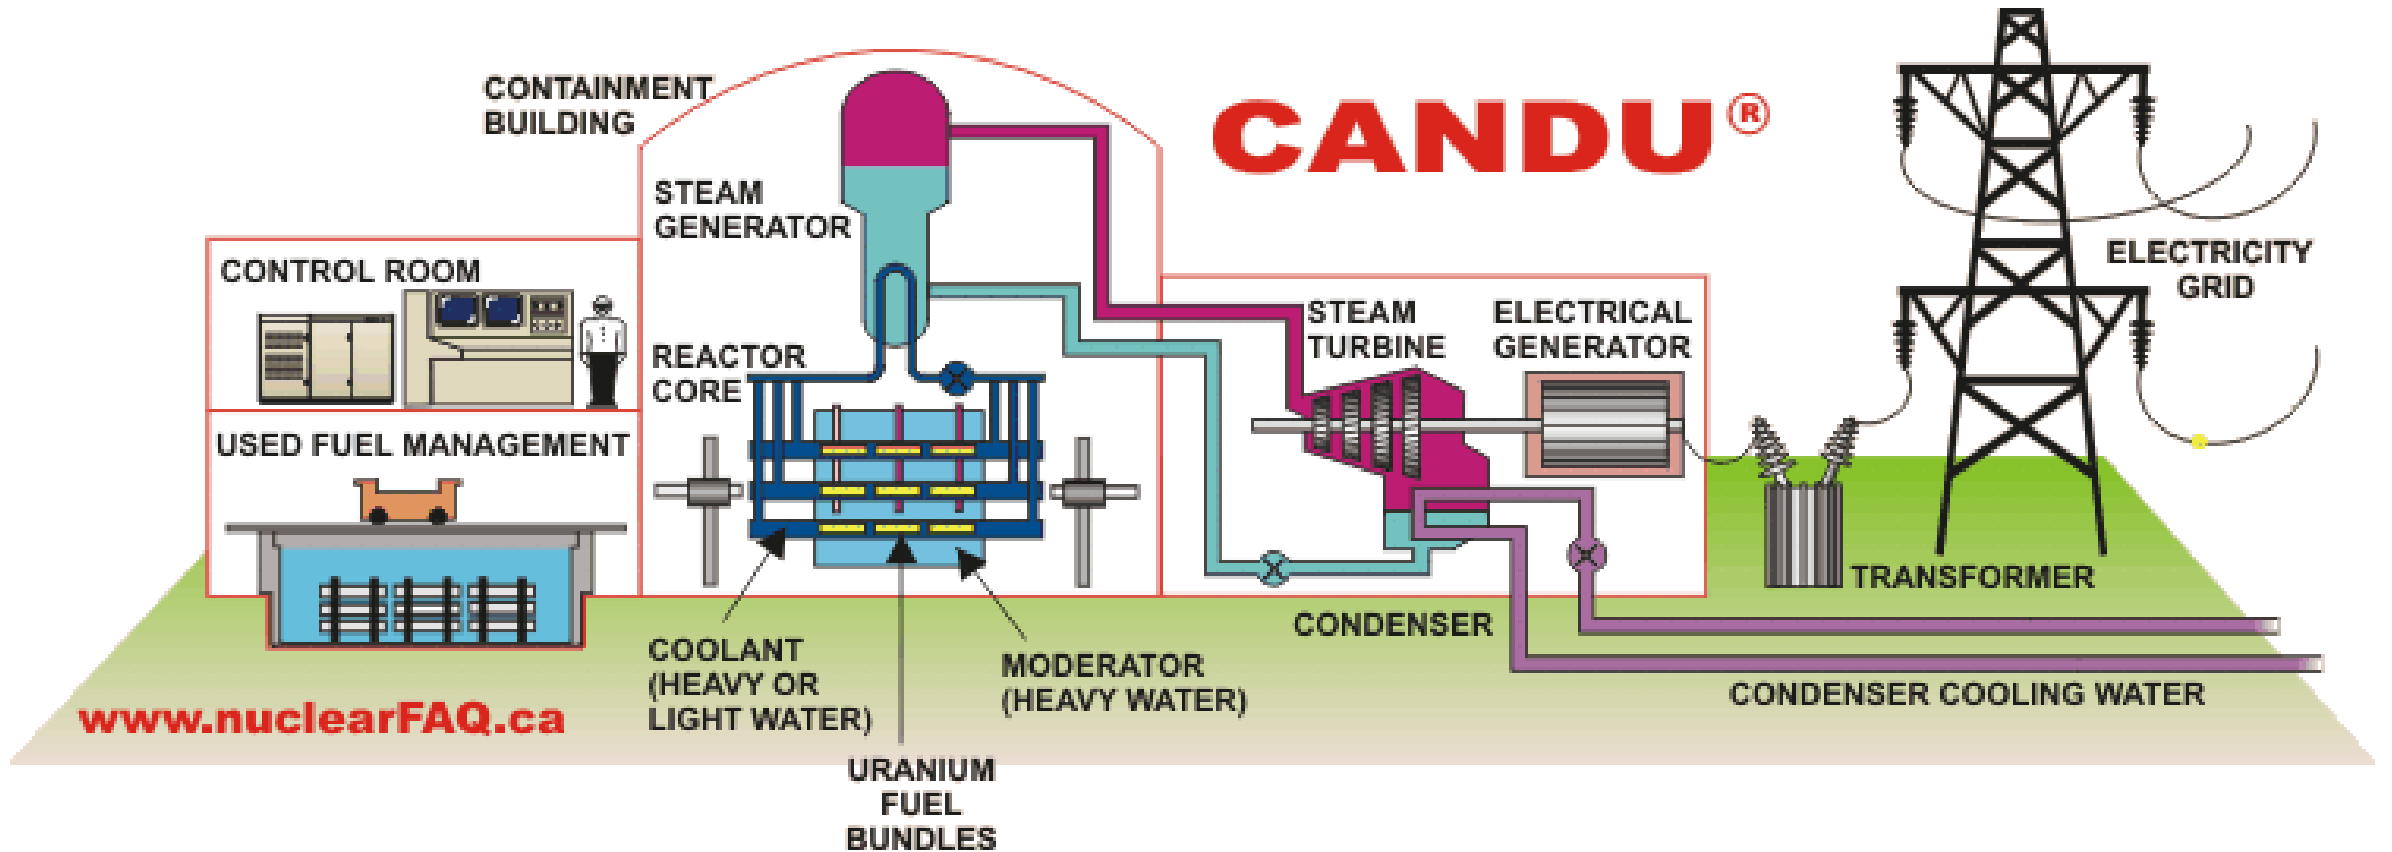 CONTAINMENT
BUILDING
CANDU®
STEAM
GENERATOR
CONTROL ROOM
ELECTRICITY
GRID
STEAM
TURBINE
ELECTRICAL
GENERATOR
REACTOR
CORE
USED FUEL MANAGEMENT
TRANSFORMER
CONDENSER
COOLANT
(HEAVY OR
LIGHT WATER)
MODERATOR
(HEAVY WATER)
CONDENSER COOLING WATER
www.nuclearFAQ.ca
URANIUM
FUEL
BUNDLES